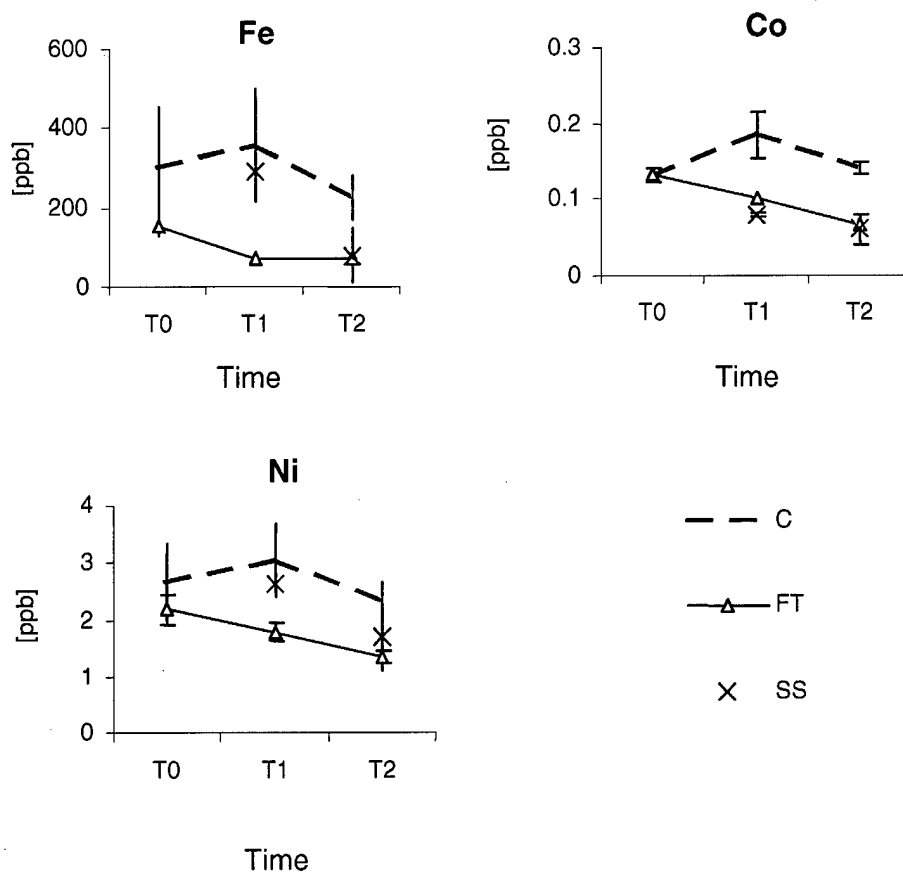 Fe
600
400
200
0
[ppb]
T0 T1 T2
Time
Co
0.3
0.2
0.1
0
[ppb]
T0 T1 T2
Time
Ni
4
3
2
1
0
[ppb]
T0 T1 T2
Time
C
FT
SS